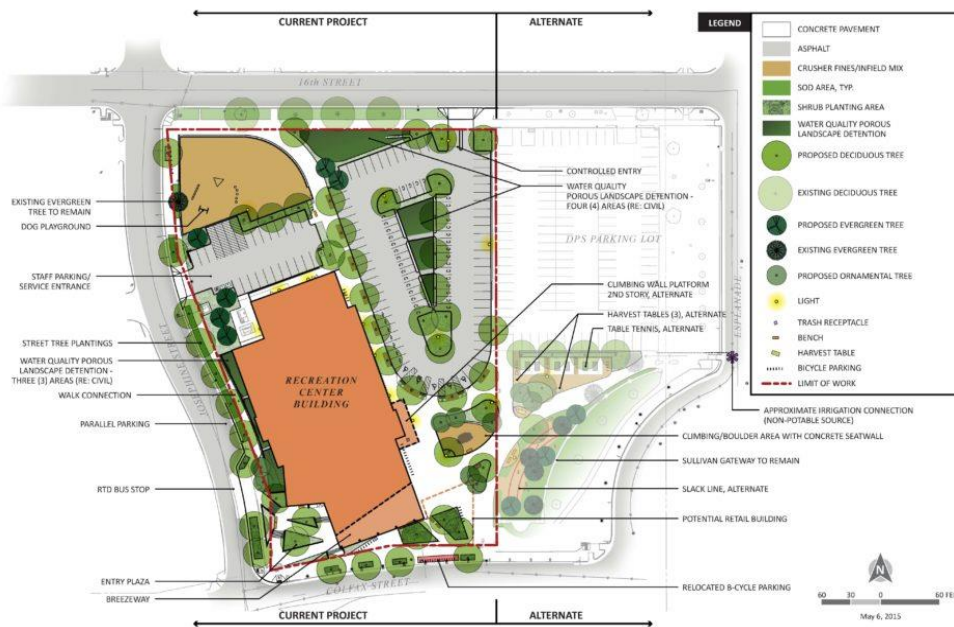 CURRENT PROJECT
ALTERNATE
LEGEND
CONCRETE PAVEMENT
ASPHALT
CRUSHER FINES/INFIELD MIX
SOD AREA, TYP.
SHRUB PLANTING AREA
WATER QUALITY POROUS
LANDSCAPE DETENTION
PROPOSED DECIDUOUS TREE
EXISTING DECIDUOUS TREE
PROPOSED EVERGREEN TREE
EXISTING EVERGREEN TREE
PROPOSED ORNAMENTAL TREE
LIGHT
TRASH RECEPTACLE
BENCH
HARVEST TABLE
BICYCLE PARKING
LIMIT OF WORK
16th STREET
EXISTING EVERGREEN
TREE TO REMAIN
DOG PLAYGROUND
STAFF PARKING/
SERVICE ENTRANCE
STREET TREE PLANTINGS
WATER QUALITY POROUS
LANDSCAPE DETENTION -
THREE (3) AREAS (RE: CIVIL)
WALK CONNECTION
PARALLEL PARKING
RTD BUS STOP
ENTRY PLAZA
BREEZEWAY
JOSEPHINE STREET
RECREATION
CENTER
BUILDING
COLFAX STREET
CONTROLLED ENTRY
WATER QUALITY
POROUS LANDSCAPE DETENTION -
FOUR (4) AREAS (RE: CIVIL)
DPS PARKING LOT
ESPLANADE
CLIMBING WALL PLATFORM
2ND STORY, ALTERNATE
HARVEST TABLES (3), ALTERNATE
TABLE TENNIS, ALTERNATE
APPROXIMATE IRRIGATION CONNECTION
(NON-POTABLE SOURCE)
CLIMBING/BOULDER AREA WITH CONCRETE SEATWALL
SULLIVAN GATEWAY TO REMAIN
SLACK LINE, ALTERNATE
POTENTIAL RETAIL BUILDING
RELOCATED B-CYCLE PARKING
N
60 30 0 60
May 6, 2015
CURRENT PROJECT
ALTERNATE